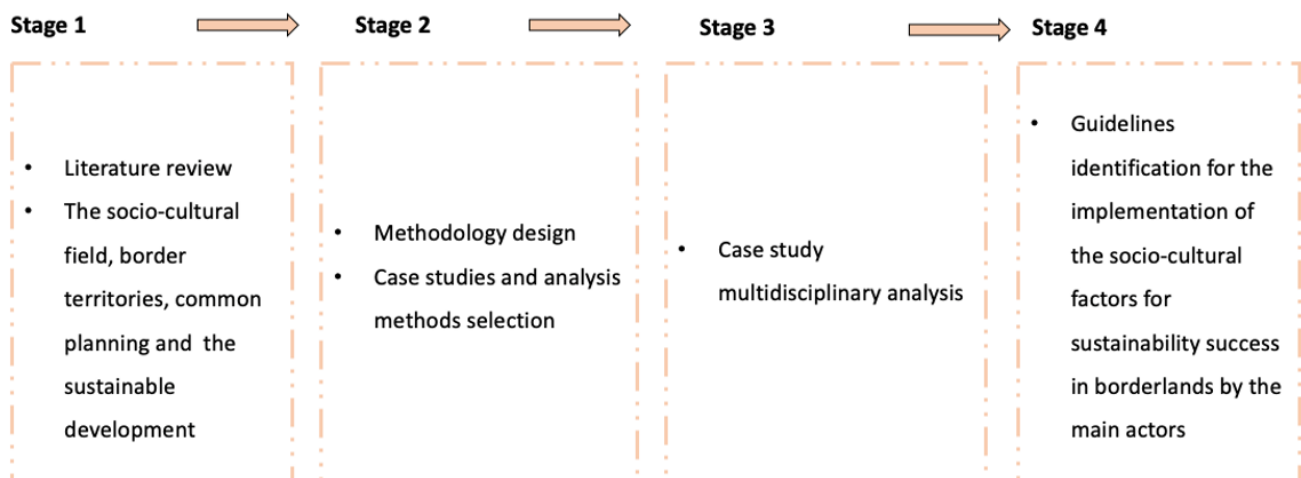 Stage 1
Stage 2
Stage 3
Stage 4
• Literature review
• The socio-cultural
field, border
territories, common
planning and the
sustainable
development
• Methodology design
• Case studies and analysis
methods selection
• Case study
multidisciplinary analysis
• Guidelines
identification for the
implementation of
the socio-cultural
factors for
sustainability success
in borderlands by the
main actors